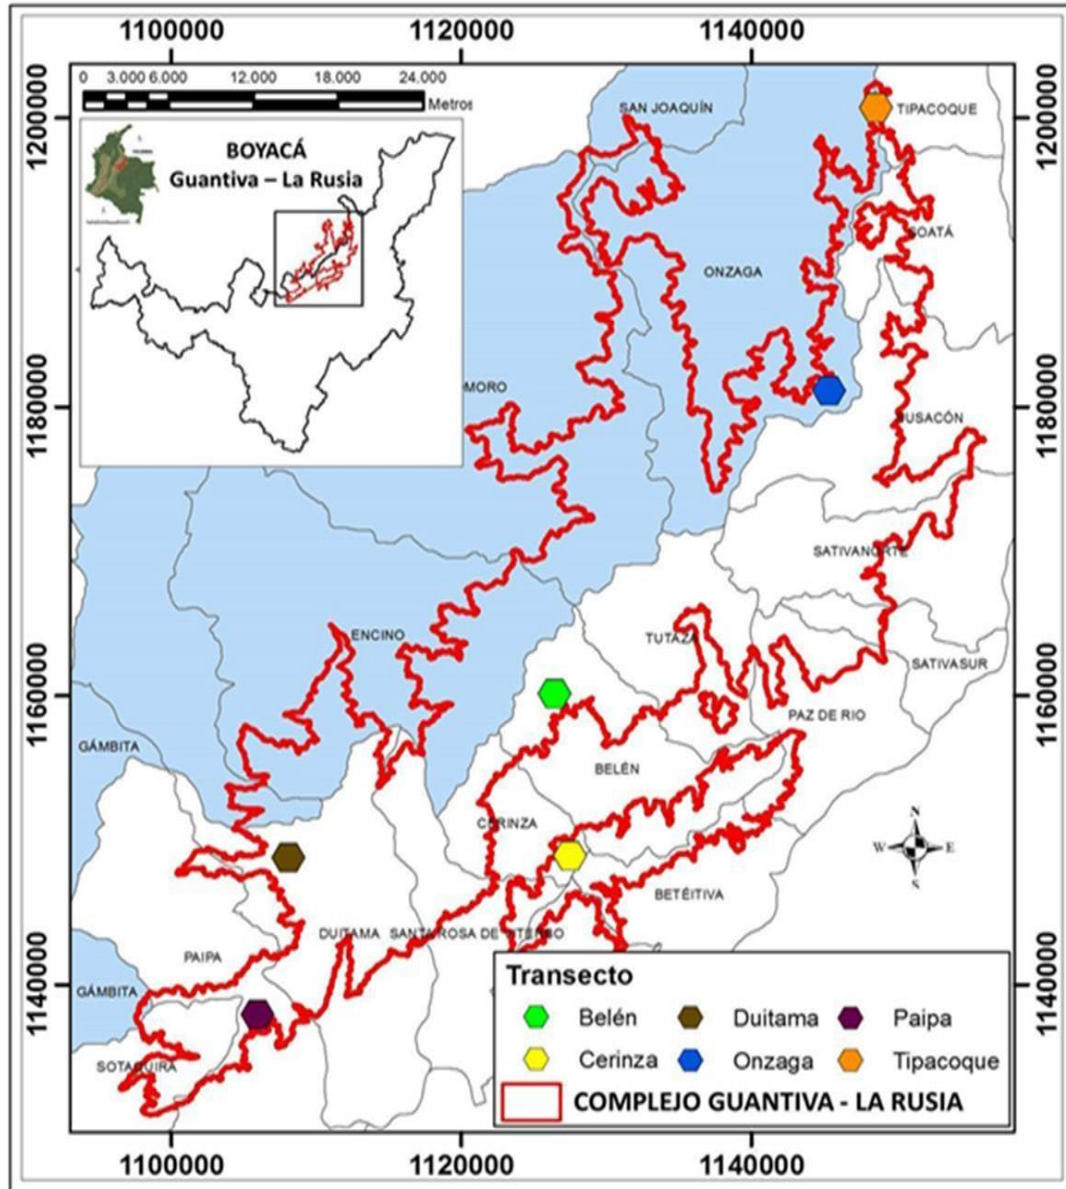 1100000
1120000
1140000
0 3.000 6.000 12.000 18.000 24.000
Metros
BOYACÁ
Guantiva – La Rusia
1200000
1200000
SAN JOAQUÍN
TIPACOQUE
SOATÁ
ONZAGA
1180000
1180000
MORO
SUSACÓN
SATIVANORTE
ENCINO
TUTAZÁ
SATIVASUR
1160000
1160000
GÁMBITA
PAZ DE RIO
BELÉN
CERINZA
N
W E
S
BETÉITIVA
DUITAMA
SANTA ROSA DE VITERBO
PAIPA
1140000
1140000
GÁMBITA
SOTAQUIRÁ
Transecto
Belén
Duitama
Paipa
Cerinza
Onzaga
Tipacoque
COMPLEJO GUANTIVA - LA RUSIA
1100000
1120000
1140000